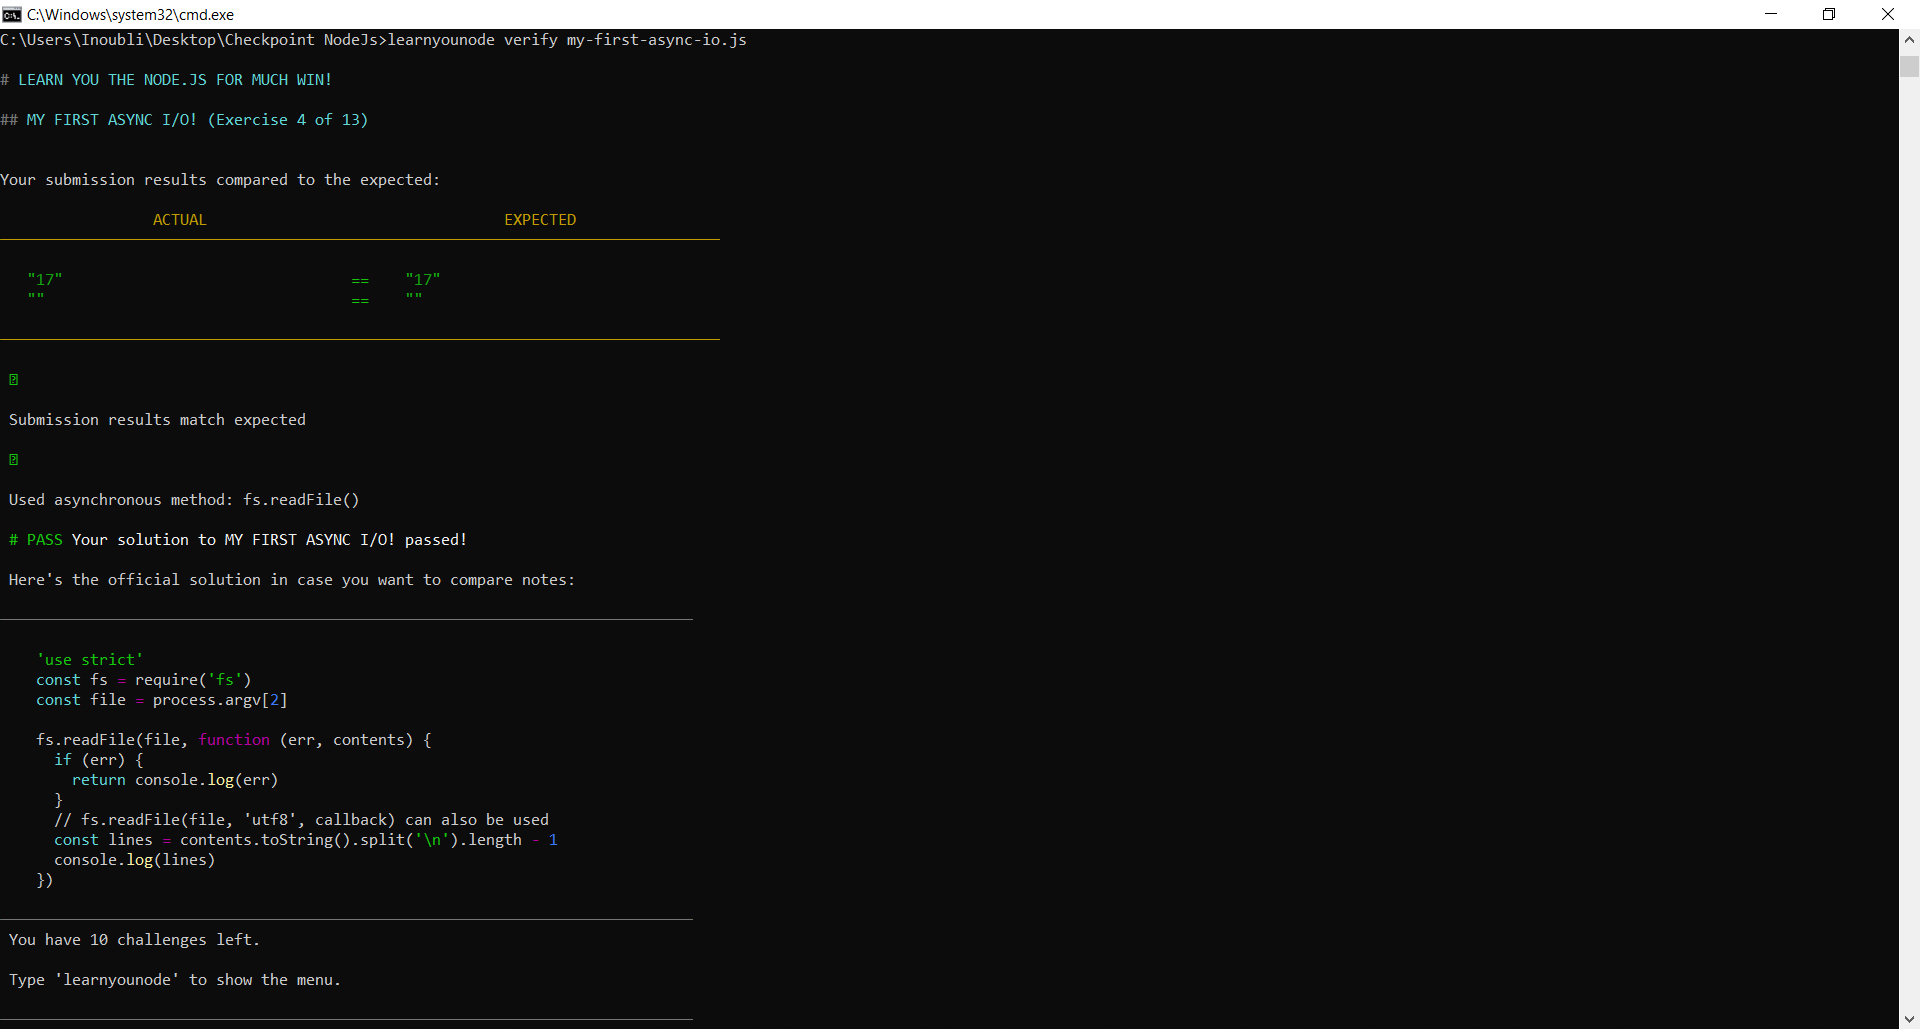 C:\Windows\system32\cmd.exe
C:\Users\Inoubli\Desktop\Checkpoint NodeJs>learnyounode verify my-first-async-io.js
# LEARN YOU THE NODE.JS FOR MUCH WIN!
## MY FIRST ASYNC I/O! (Exercise 4 of 13)
Your submission results compared to the expected:
ACTUAL EXPECTED
"17" == "17"
"" == ""
Submission results match expected
Used asynchronous method: fs.readFile()
# PASS Your solution to MY FIRST ASYNC I/O! passed!
Here's the official solution in case you want to compare notes:
'use strict'
const fs = require('fs')
const file = process.argv[2]
fs.readFile(file, function (err, contents) {
if (err) {
return console.log(err)
}
// fs.readFile(file, 'utf8', callback) can also be used
const lines = contents.toString().split('\n').length - 1
console.log(lines)
})
You have 10 challenges left.
Type 'learnyounode' to show the menu.